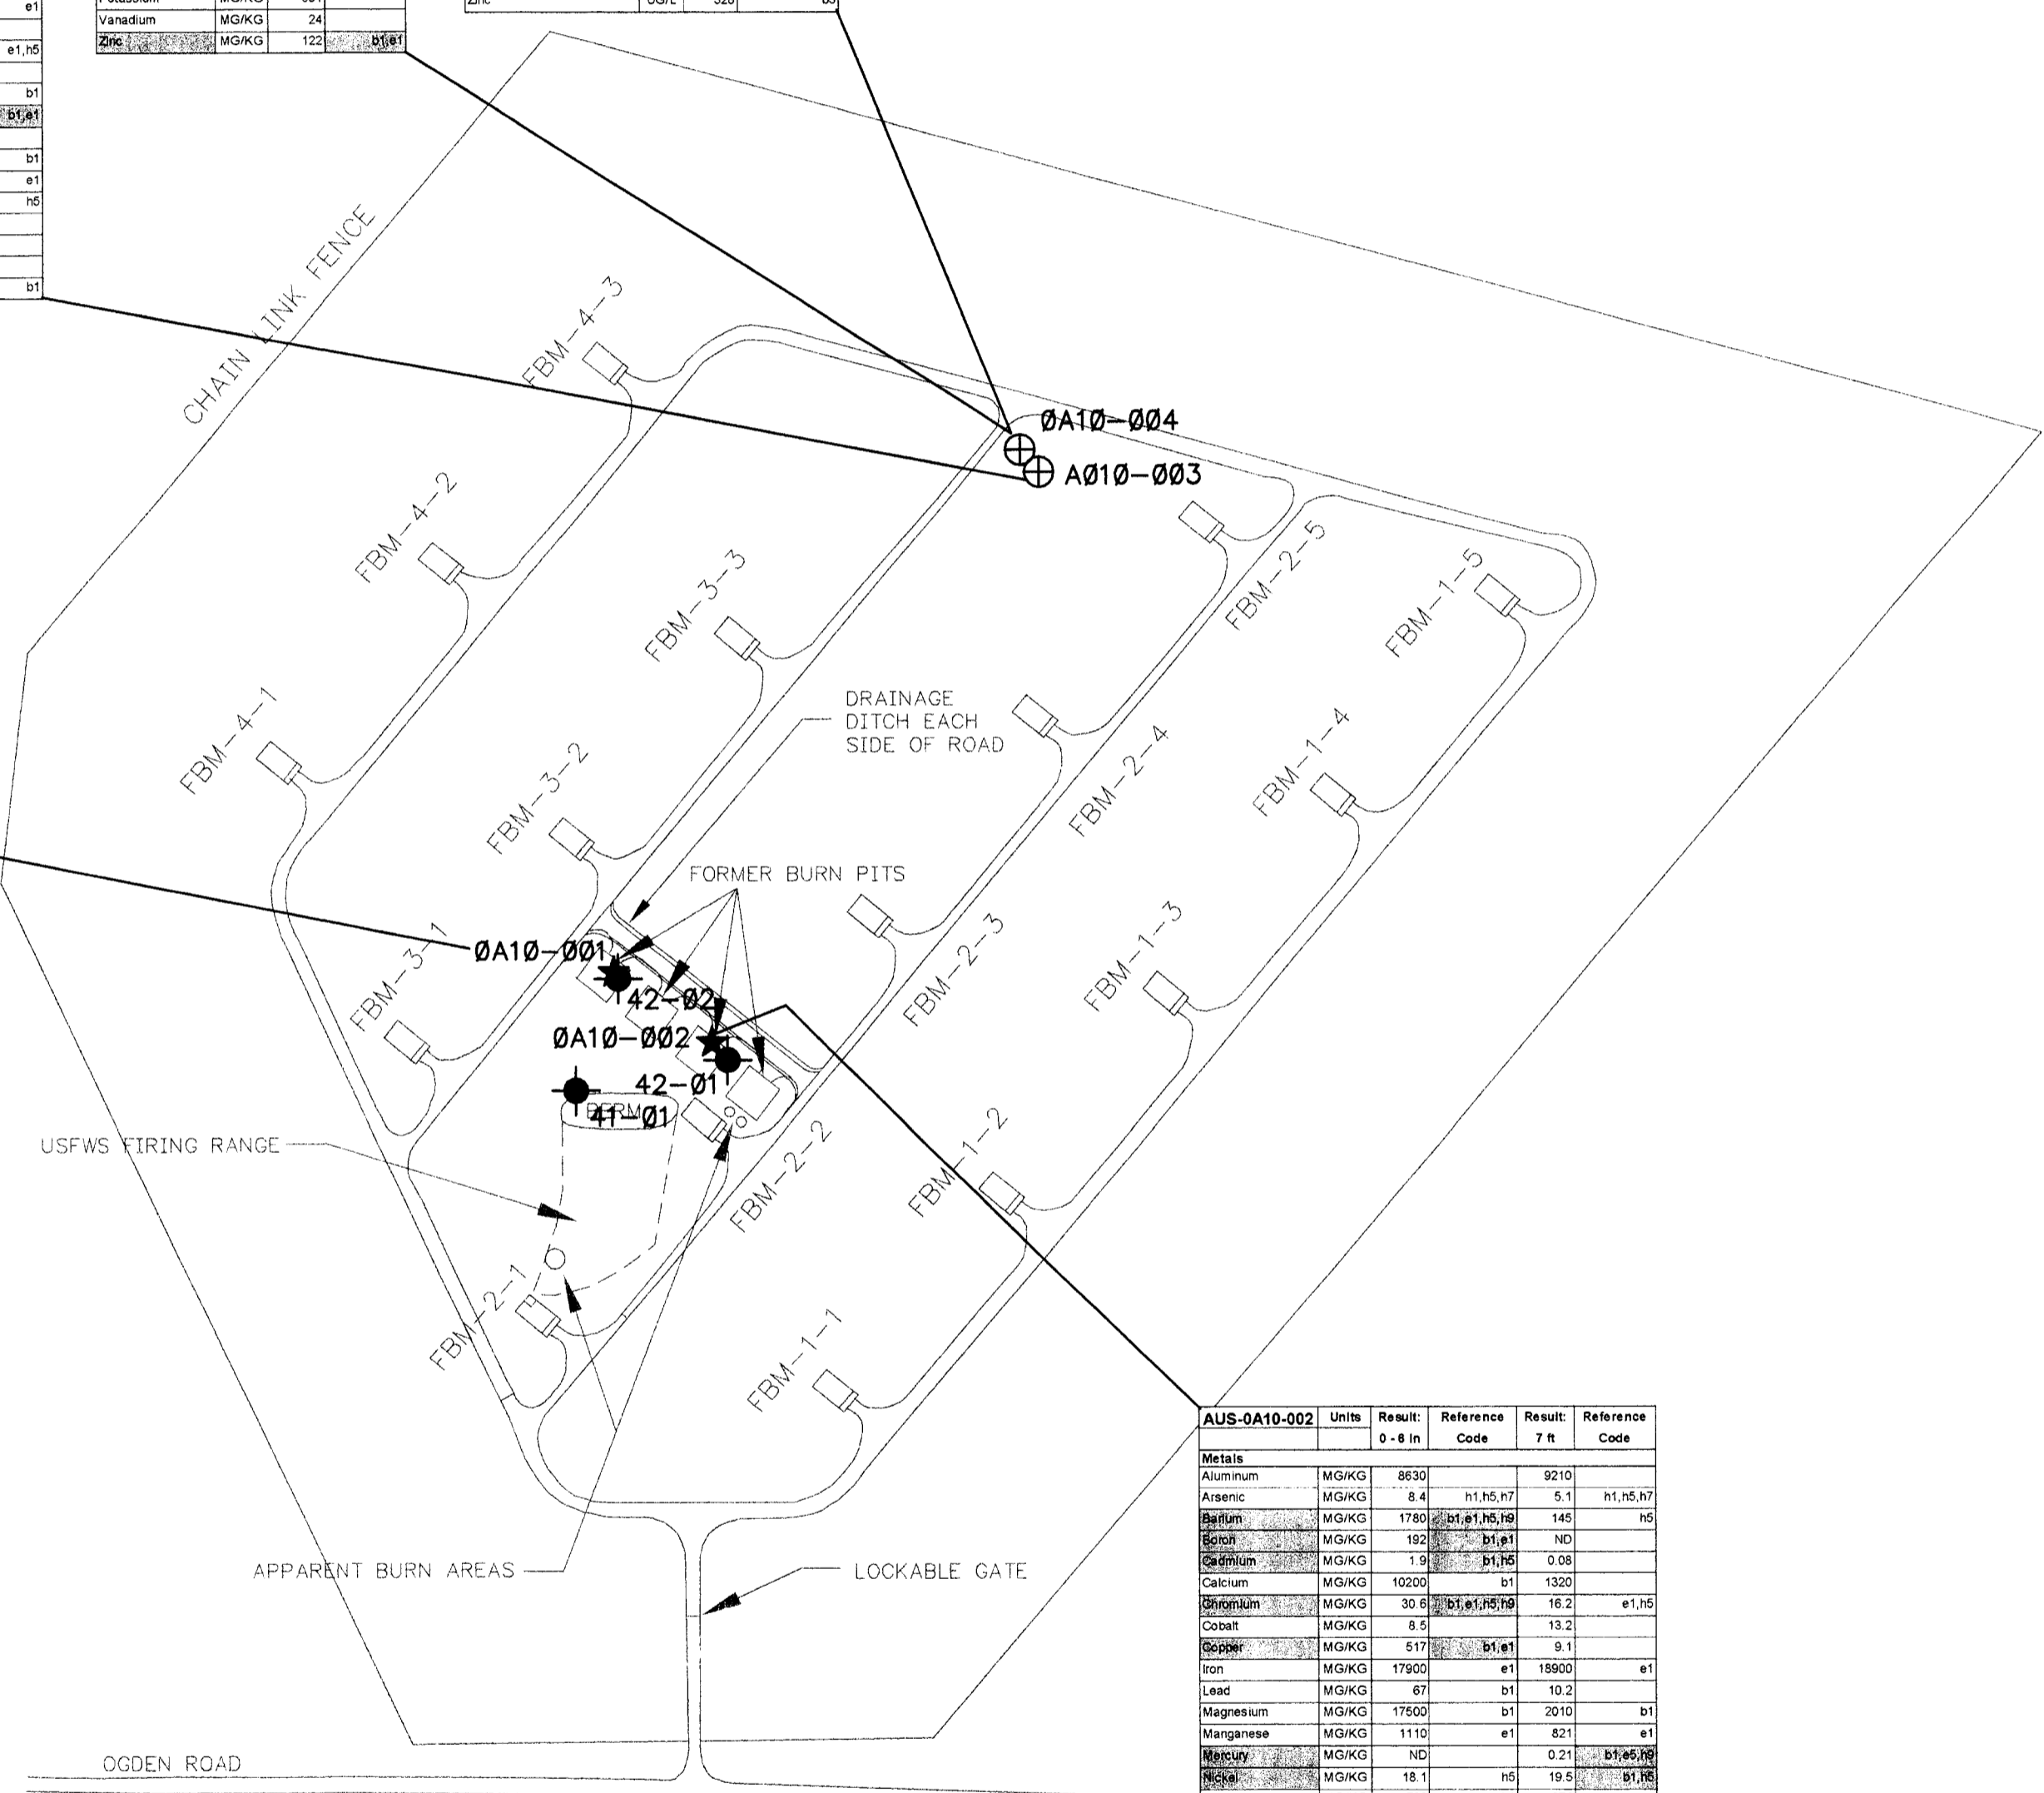 e1
e1,h5
b1
b1,e1
b1
e1
h5
b1
Vanadium MG/KG 24
Zinc MG/KG 122 b1,e1
CHAIN LINK FENCE
FBM-4-3
FBM-4-2
FBM-4-1
FBM-3-3
FBM-3-2
FBM-3-1
0A10-004
A010-003
FBM-2-5
FBM-1-5
DRAINAGE
DITCH EACH
SIDE OF ROAD
FBM-2-4
FBM-1-4
FORMER BURN PITS
FBM-2-3
FBM-1-3
0A10-001
42-02
0A10-002
42-01
BERM
41-01
USFWS FIRING RANGE
FBM-2-2
FBM-1-2
FBM-2-1
FBM-1-1
APPARENT BURN AREAS
LOCKABLE GATE
OGDEN ROAD
AUS-0A10-002 Units Result: Reference Result: Reference
0 - 6 in Code 7 ft Code
Metals
Aluminum MG/KG 8630 9210
Arsenic MG/KG 8.4 h1,h5,h7 5.1 h1,h5,h7
Barium MG/KG 1780 b1,e1,h5,h9 145 h5
Boron MG/KG 192 b1,e1 ND
Cadmium MG/KG 1.9 b1,h5 0.08
Calcium MG/KG 10200 b1 1320
Chromium MG/KG 30.6 b1,e1,h5,h9 16.2 e1,h5
Cobalt MG/KG 8.5 13.2
Copper MG/KG 517 b1,e1 9.1
Iron MG/KG 17900 e1 18900 e1
Lead MG/KG 67 b1 10.2
Magnesium MG/KG 17500 b1 2010 b1
Manganese MG/KG 1110 e1 821 e1
Mercury MG/KG ND 0.21 b1,e5,h9
Nickel MG/KG 18.1 h5 19.5 b1,h5